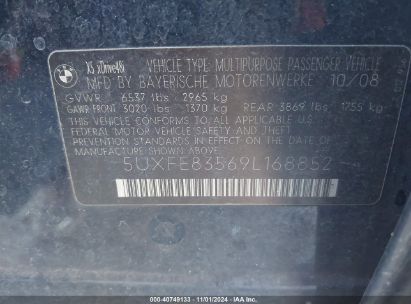 X5 xDrive48i
VEHICLE TYPE: MULTIPURPOSE PASSENGER VEHICLE
MFD BY BAYERISCHE MOTORENWERKE 10/08
GVWR 6537 lbs 2965 kg
GAWR FRONT 3020 lbs 1370 kg REAR 3869 lbs 1755 kg
THIS VEHICLE CONFORMS TO ALL APPLICABLE U.S.
FEDERAL MOTOR VEHICLE SAFETY, BUMPER AND THEFT
PREVENTION STANDARDS IN EFFECT ON THE DATE
OF MANUFACTURE SHOWN ABOVE.
5UXFE83569L168852
000-40749133 - 11/01/2024 -